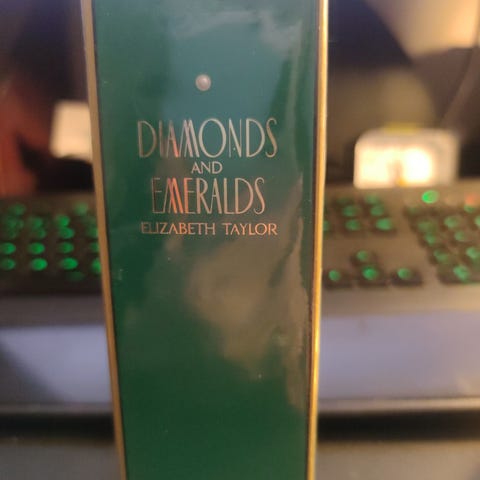 DIAMONDS
AND
EMERALDS
ELIZABETH TAYLOR